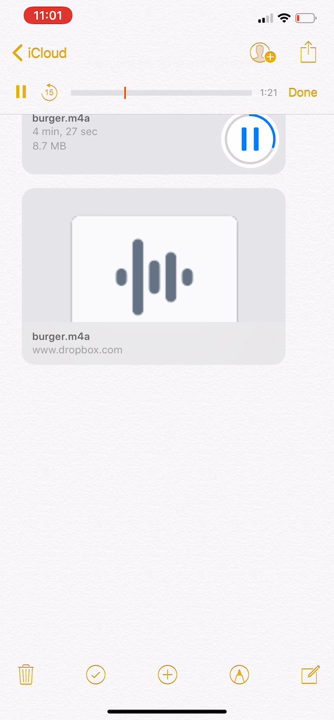 11:01
iCloud
15
1:21
Done
burger.m4a
4 min, 27 sec
8.7 MB
burger.m4a
www.dropbox.com